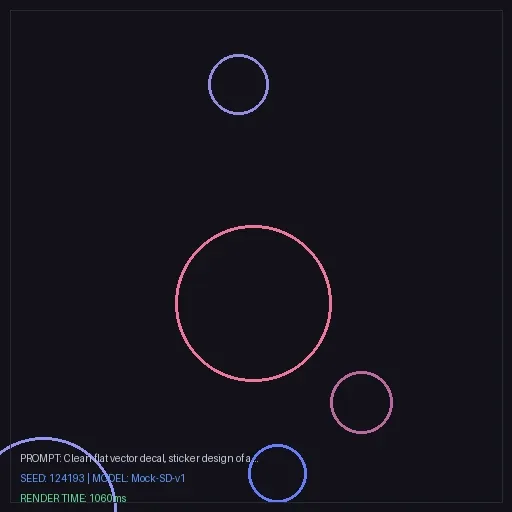 PROMPT: Clean flat vector decal, sticker design of a...
SEED: 124193 | MODEL: Mock-SD-v1
RENDER TIME: 1060ms